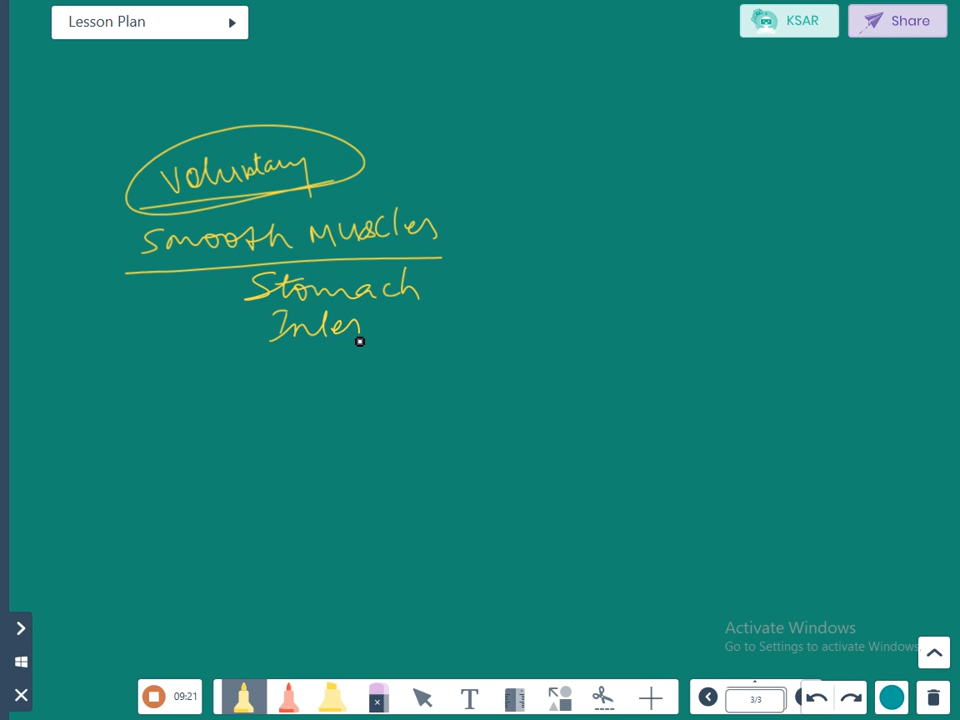 Lesson Plan
KSAR
Share
Voluntary
Smooth Muscles
Stomach
Intes
Activate Windows
Go to Settings to activate Windows.
09:21
T
3/3